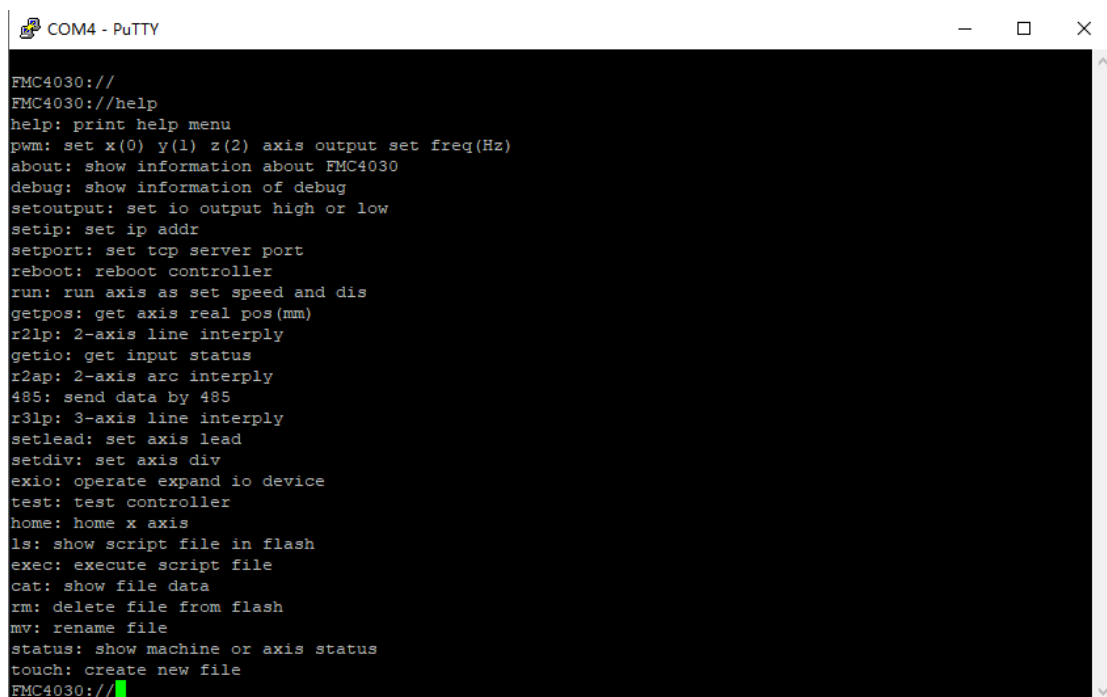 COM4 - PuTTY
FMC4030://
FMC4030://help
help: print help menu
pwm: set x(0) y(1) z(2) axis output set freq(Hz)
about: show information about FMC4030
debug: show information of debug
setoutput: set io output high or low
setip: set ip addr
setport: set tcp server port
reboot: reboot controller
run: run axis as set speed and dis
getpos: get axis real pos(mm)
r2lp: 2-axis line interply
getio: get input status
r2ap: 2-axis arc interply
485: send data by 485
r3lp: 3-axis line interply
setlead: set axis lead
setdiv: set axis div
exio: operate expand io device
test: test controller
home: home x axis
ls: show script file in flash
exec: execute script file
cat: show file data
rm: delete file from flash
mv: rename file
status: show machine or axis status
touch: create new file
FMC4030://